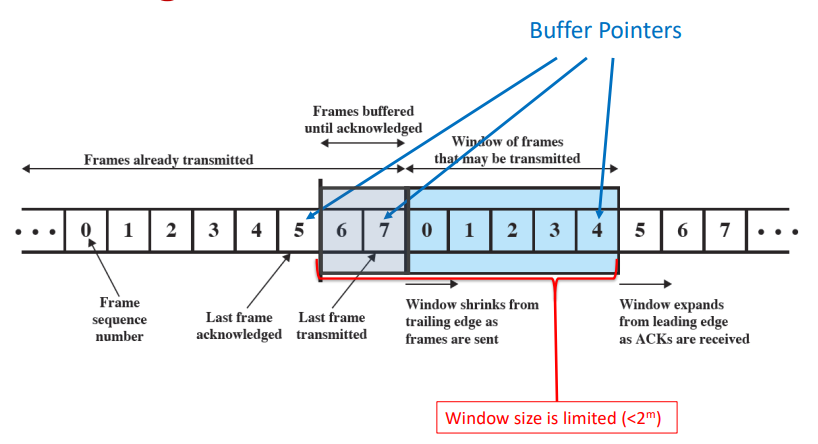 Buffer Pointers
Frames buffered
until acknowledged
Window of frames
that may be transmitted
Frames already transmitted
• • • 0 1 2 3 4 5 6 7 0 1 2 3 4 5 6 7 • • •
Frame
sequence
number
Last frame
acknowledged
Last frame
transmitted
Window shrinks from
trailing edge as
frames are sent
Window expands
from leading edge
as ACKs are received
Window size is limited (<2ᵐ)